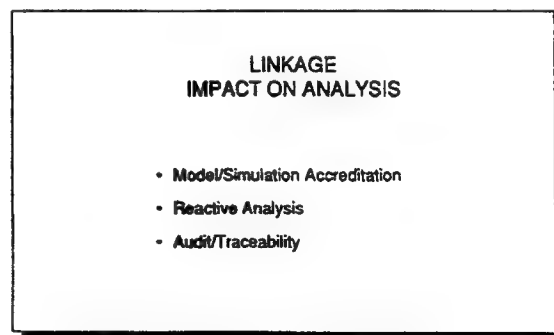 LINKAGE
IMPACT ON ANALYSIS
• Model/Simulation Accreditation
• Reactive Analysis
• Audit/Traceability